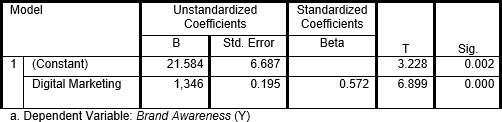 Model Unstandardized Coefficients Standardized Coefficients T Sig.
B Std. Error Beta
1 (Constant) 21.584 6.687 3.228 0.002
Digital Marketing 1,346 0.195 0.572 6.899 0.000
a. Dependent Variable: Brand Awareness (Y)